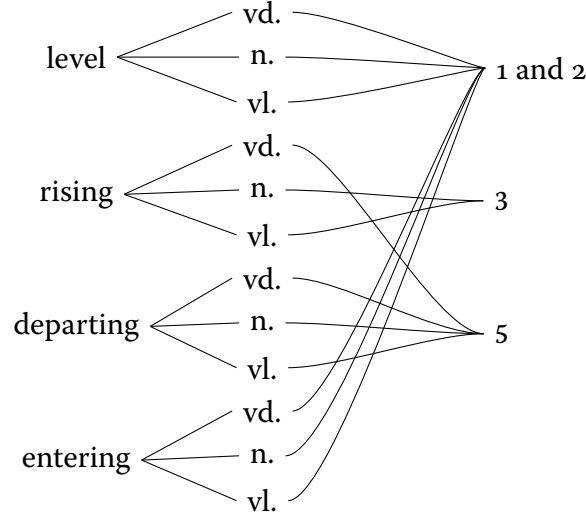 level
vd.
n.
vl.
rising
vd.
n.
vl.
departing
vd.
n.
vl.
entering
vd.
n.
vl.
1 and 2
3
5